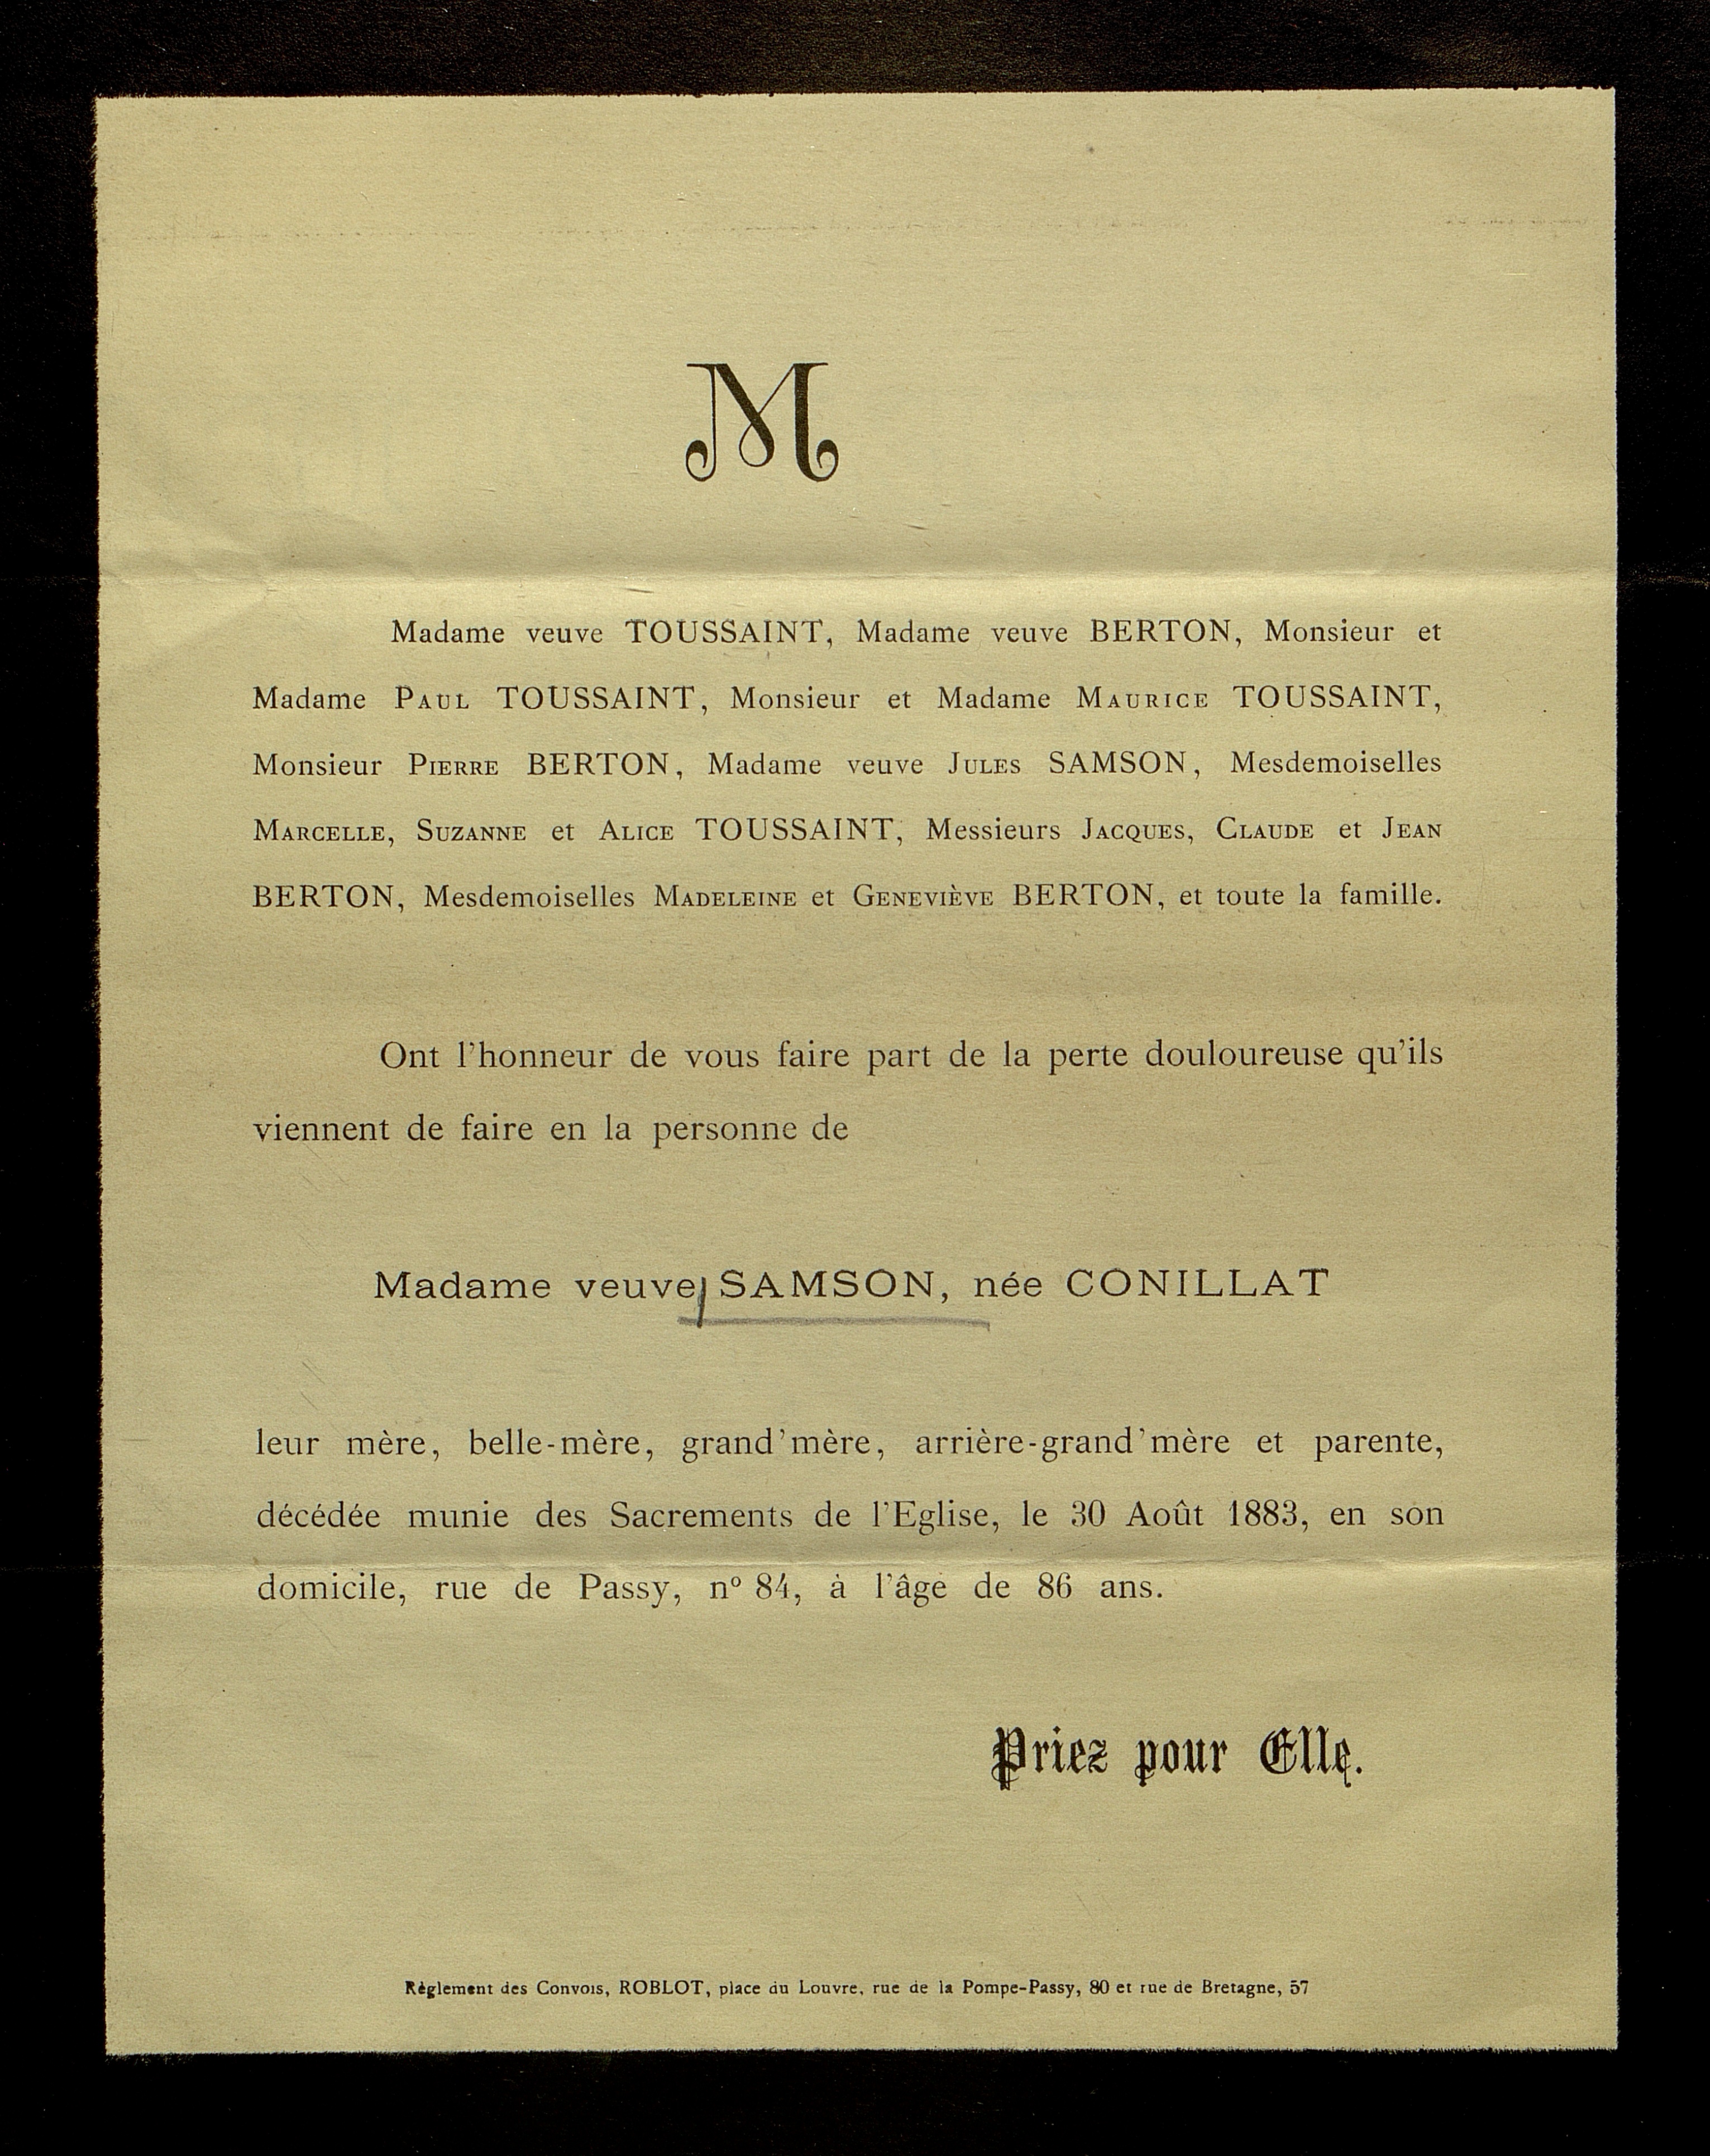 M
Madame veuve TOUSSAINT, Madame veuve BERTON, Monsieur et
Madame PAUL TOUSSAINT, Monsieur et Madame MAURICE TOUSSAINT,
Monsieur PIERRE BERTON, Madame veuve JULES SAMSON, Mesdemoiselles
MARCELLE, SUZANNE et ALICE TOUSSAINT, Messieurs JACQUES, CLAUDE et JEAN
BERTON, Mesdemoiselles MADELEINE et GENEVIÈVE BERTON, et toute la famille.
Ont l'honneur de vous faire part de la perte douloureuse qu'ils
viennent de faire en la personne de
Madame veuve SAMSON, née CONILLAT
leur mère, belle-mère, grand'mère, arrière-grand'mère et parente,
décédée munie des Sacrements de l'Eglise, le 30 Août 1883, en son
domicile, rue de Passy, nº 84, à l'âge de 86 ans.
Priez pour Elle.
Règlement des Convois, ROBLOT, place du Louvre, rue de la Pompe-Passy, 80 et rue de Bretagne, 57